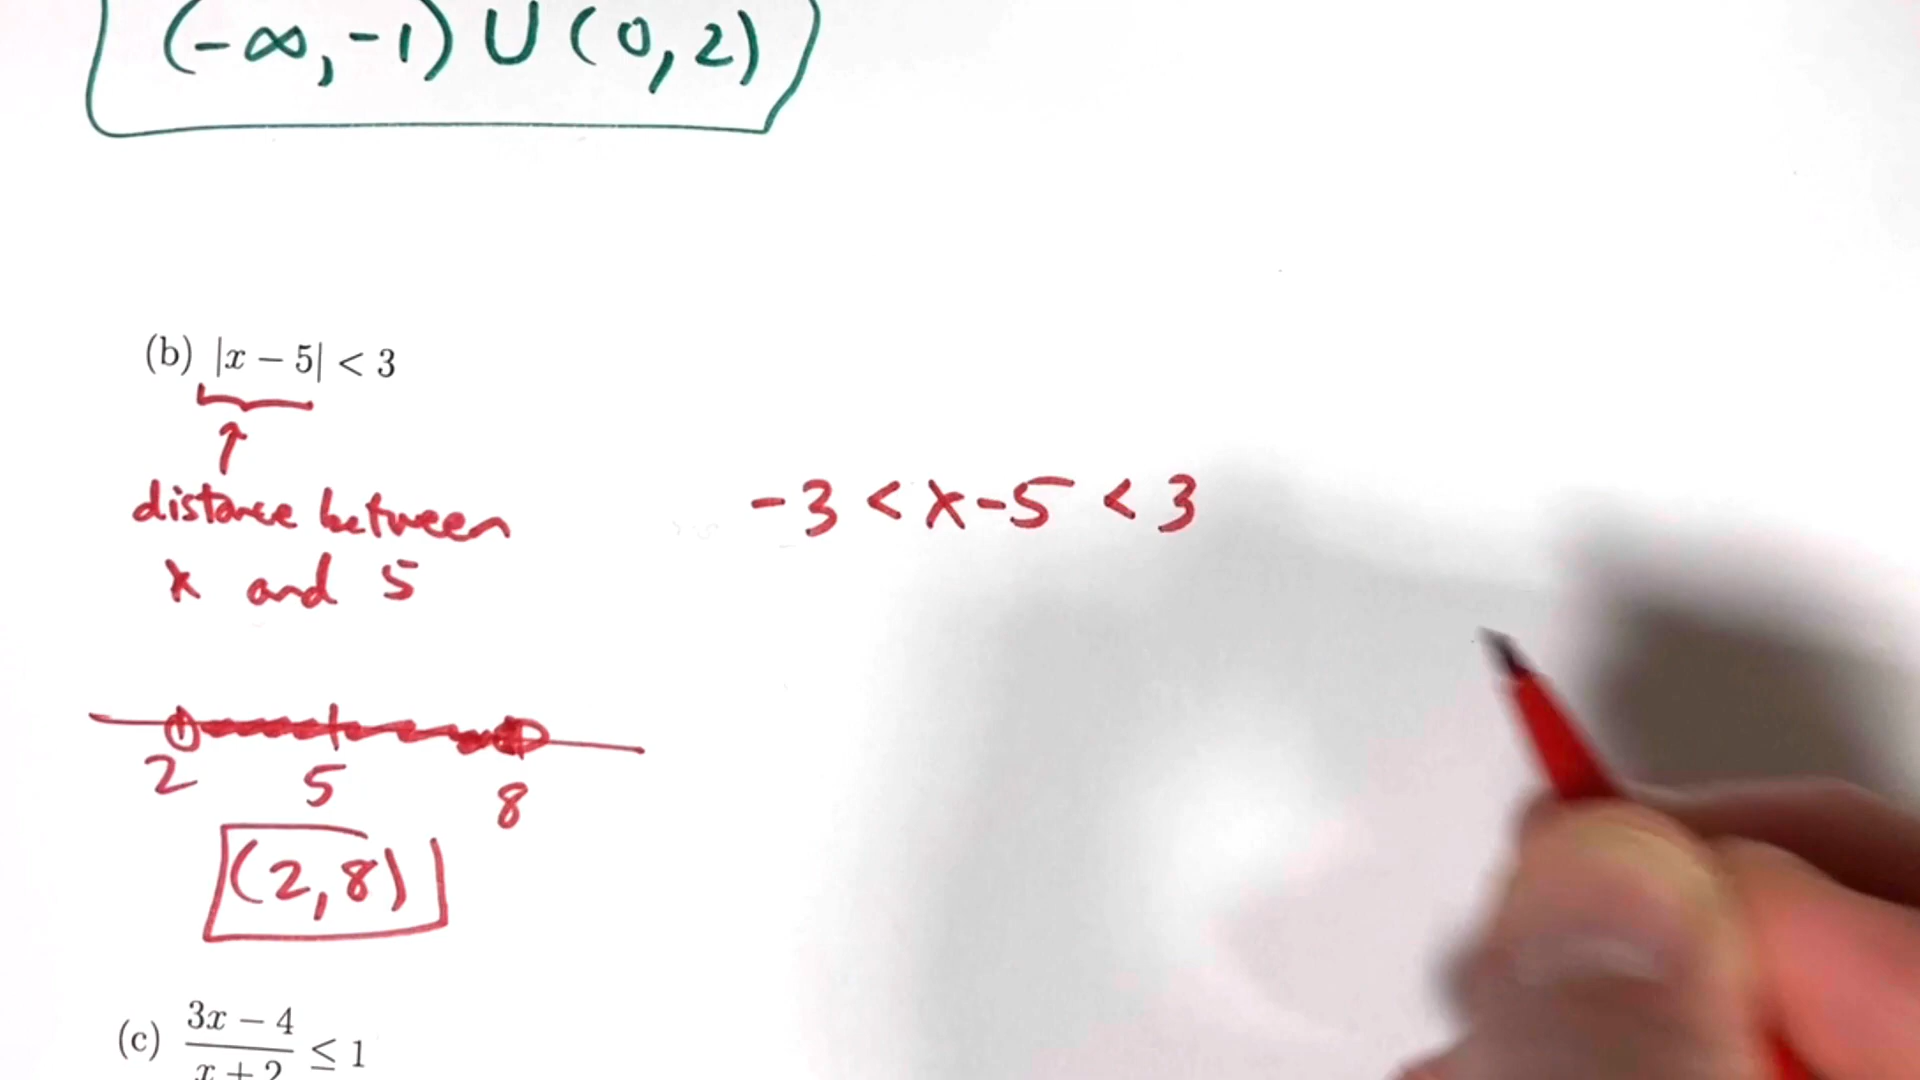 (-∞, -1) ∪ (0, 2)
(b) |x − 5| < 3
↑
distance between
x and 5
-3 < x-5 < 3
2 5 8
(2, 8)
(c) 3x − 4
x + 2
≤ 1